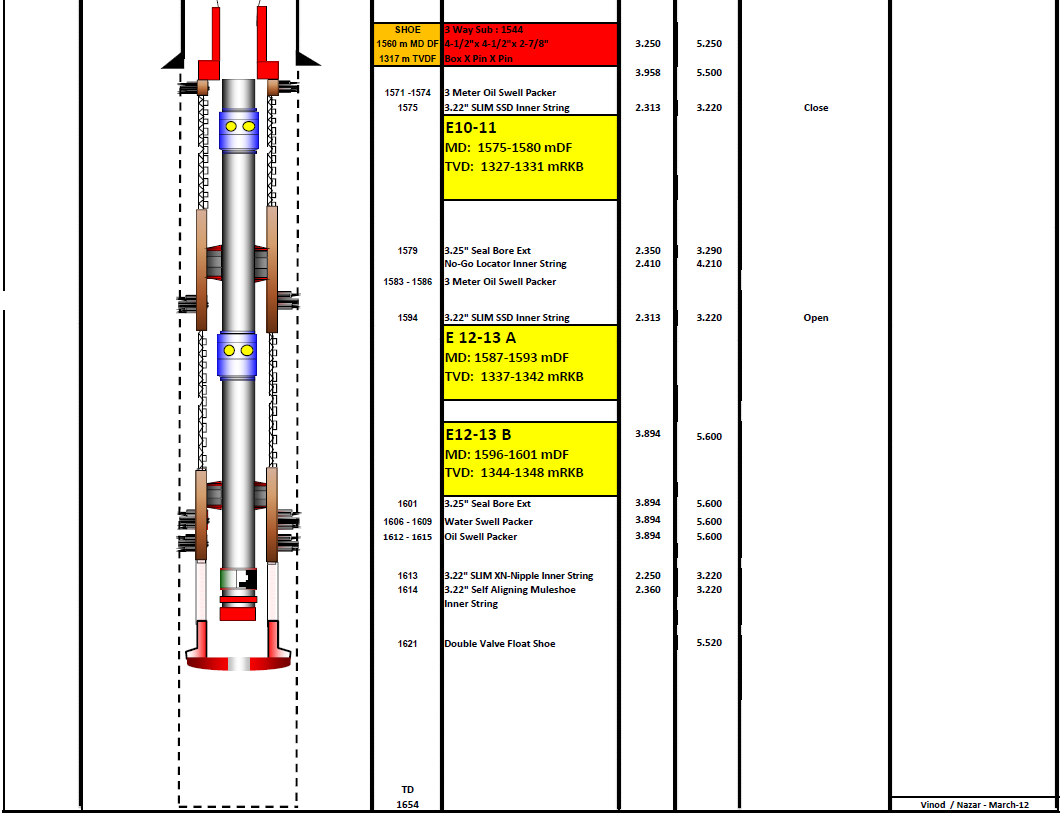 SHOE 3 Way Sub : 1544
1560 m MD DF 4-1/2"x 4-1/2"x 2-7/8" 3.250 5.250
1317 m TVDF Box X Pin X Pin
3.958 5.500
1571 -1574 3 Meter Oil Swell Packer
1575 3.22" SLIM SSD Inner String 2.313 3.220 Close
E10-11
MD: 1575-1580 mDF
TVD: 1327-1331 mRKB
1579 3.25" Seal Bore Ext 2.350 3.290
No-Go Locator Inner String 2.410 4.210
1583 - 1586 3 Meter Oil Swell Packer
1594 3.22" SLIM SSD Inner String 2.313 3.220 Open
E 12-13 A
MD: 1587-1593 mDF
TVD: 1337-1342 mRKB
E12-13 B 3.894 5.600
MD: 1596-1601 mDF
TVD: 1344-1348 mRKB
1601 3.25" Seal Bore Ext 3.894 5.600
1606 - 1609 Water Swell Packer 3.894 5.600
1612 - 1615 Oil Swell Packer 3.894 5.600
1613 3.22" SLIM XN-Nipple Inner String 2.250 3.220
1614 3.22" Self Aligning Muleshoe 2.360 3.220
Inner String
1621 Double Valve Float Shoe 5.520
TD
1654
Vinod / Nazar - March-12